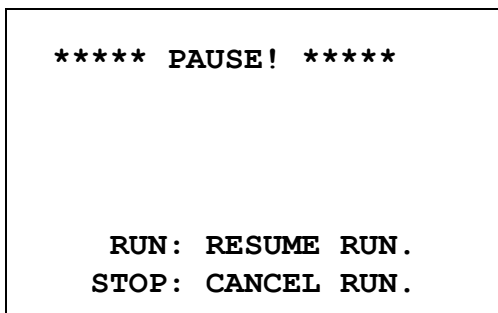 ***** PAUSE! *****
RUN: RESUME RUN.
STOP: CANCEL RUN.